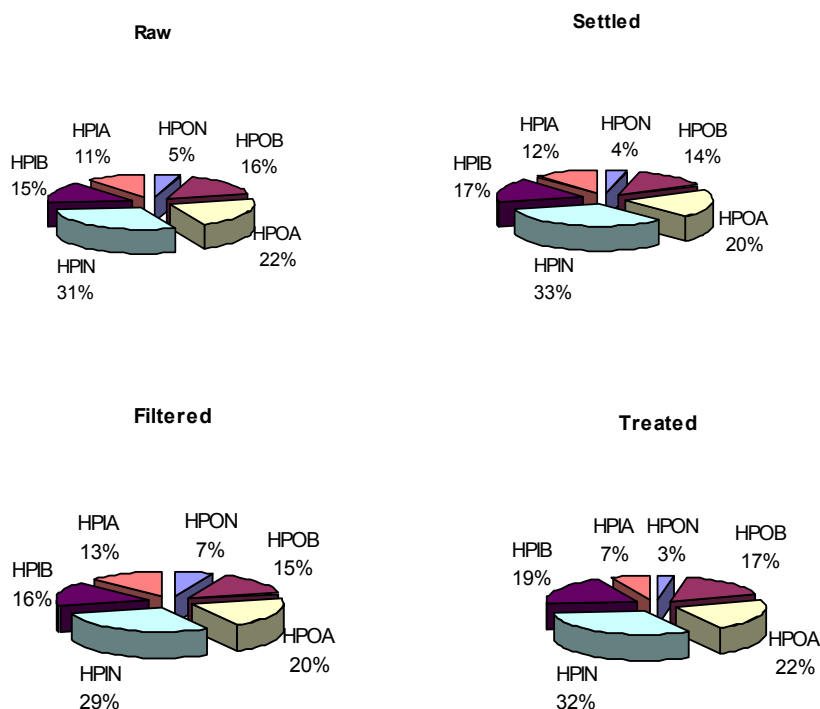 Raw
HPON
5%
HPOB
16%
HPOA
22%
HPIN
31%
HPIB
15%
HPIA
11%
Settled
HPON
4%
HPOB
14%
HPOA
20%
HPIN
33%
HPIB
17%
HPIA
12%
Filtered
HPON
7%
HPOB
15%
HPOA
20%
HPIN
29%
HPIB
16%
HPIA
13%
Treated
HPON
3%
HPOB
17%
HPOA
22%
HPIN
32%
HPIB
19%
HPIA
7%